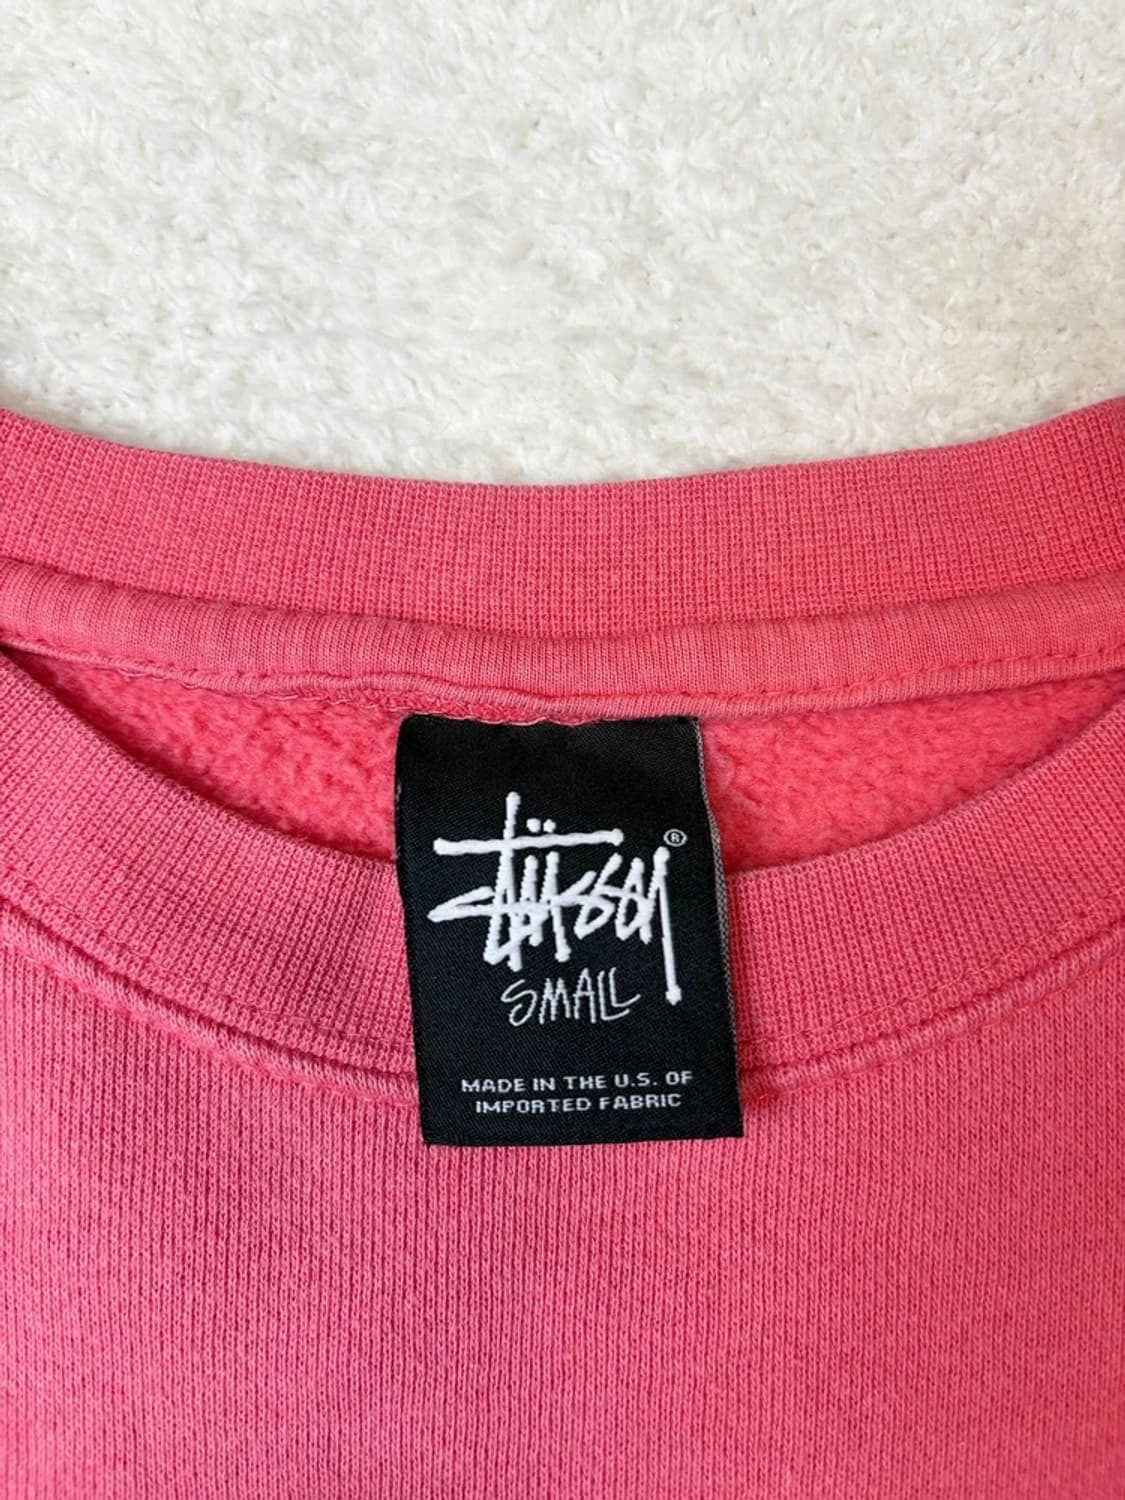 Stüssy ®
SMALL
MADE IN THE U.S. OF
IMPORTED FABRIC